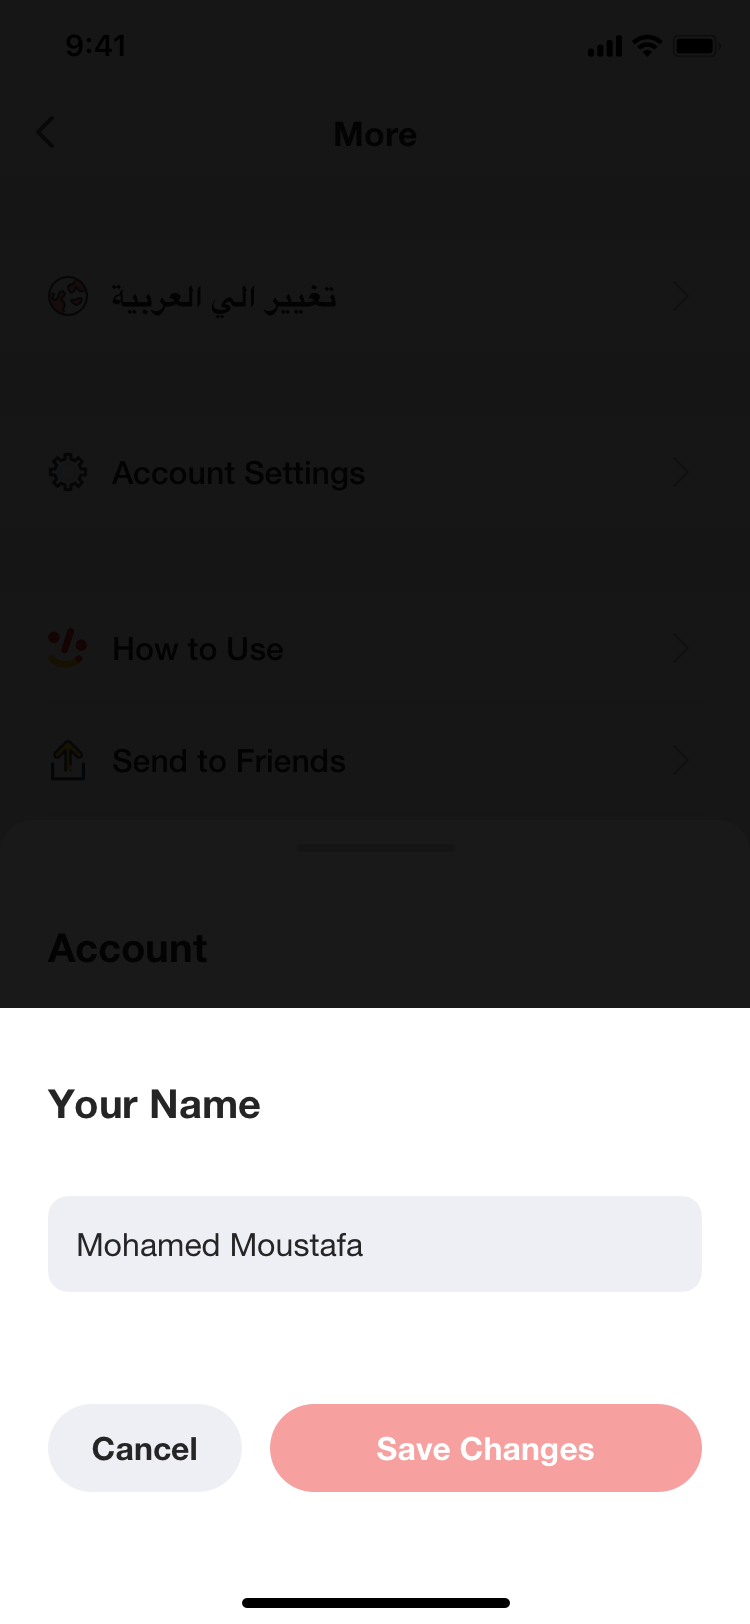 9:41
More
تغيير الي العربية
Account Settings
How to Use
Send to Friends
Account
Your Name
Mohamed Moustafa
Cancel
Save Changes